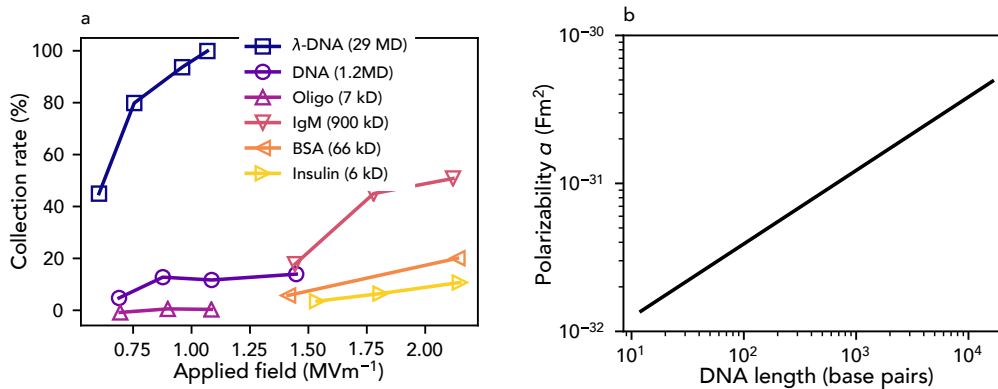 a
Collection rate (%)
100
80
60
40
20
0
λ-DNA (29 MD)
DNA (1.2MD)
Oligo (7 kD)
IgM (900 kD)
BSA (66 kD)
Insulin (6 kD)
0.75 1.00 1.25 1.50 1.75 2.00
Applied field (MVm⁻¹)
b
Polarizability α (Fm²)
10⁻³⁰
10⁻³¹
10⁻³²
10¹ 10² 10³ 10⁴
DNA length (base pairs)